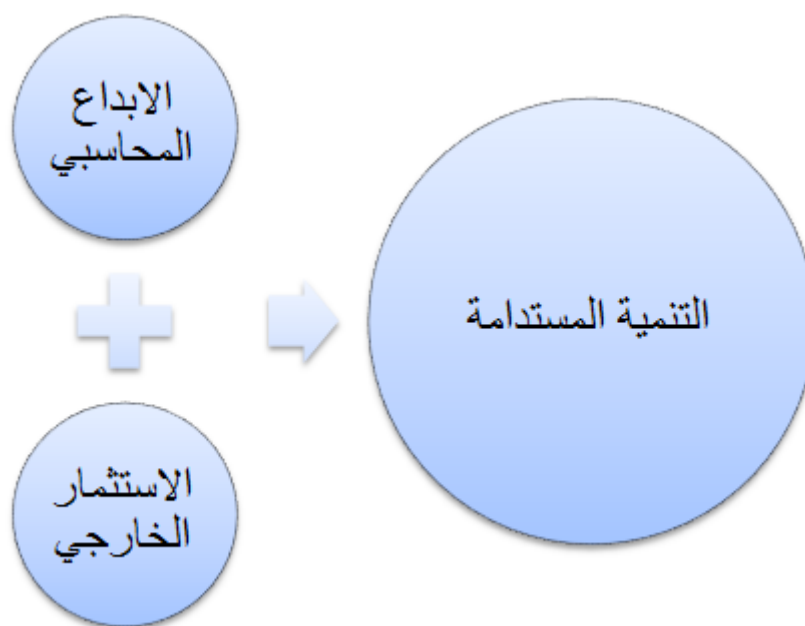 الابداع
المحاسبي
الاستثمار
الخارجي
التنمية المستدامة